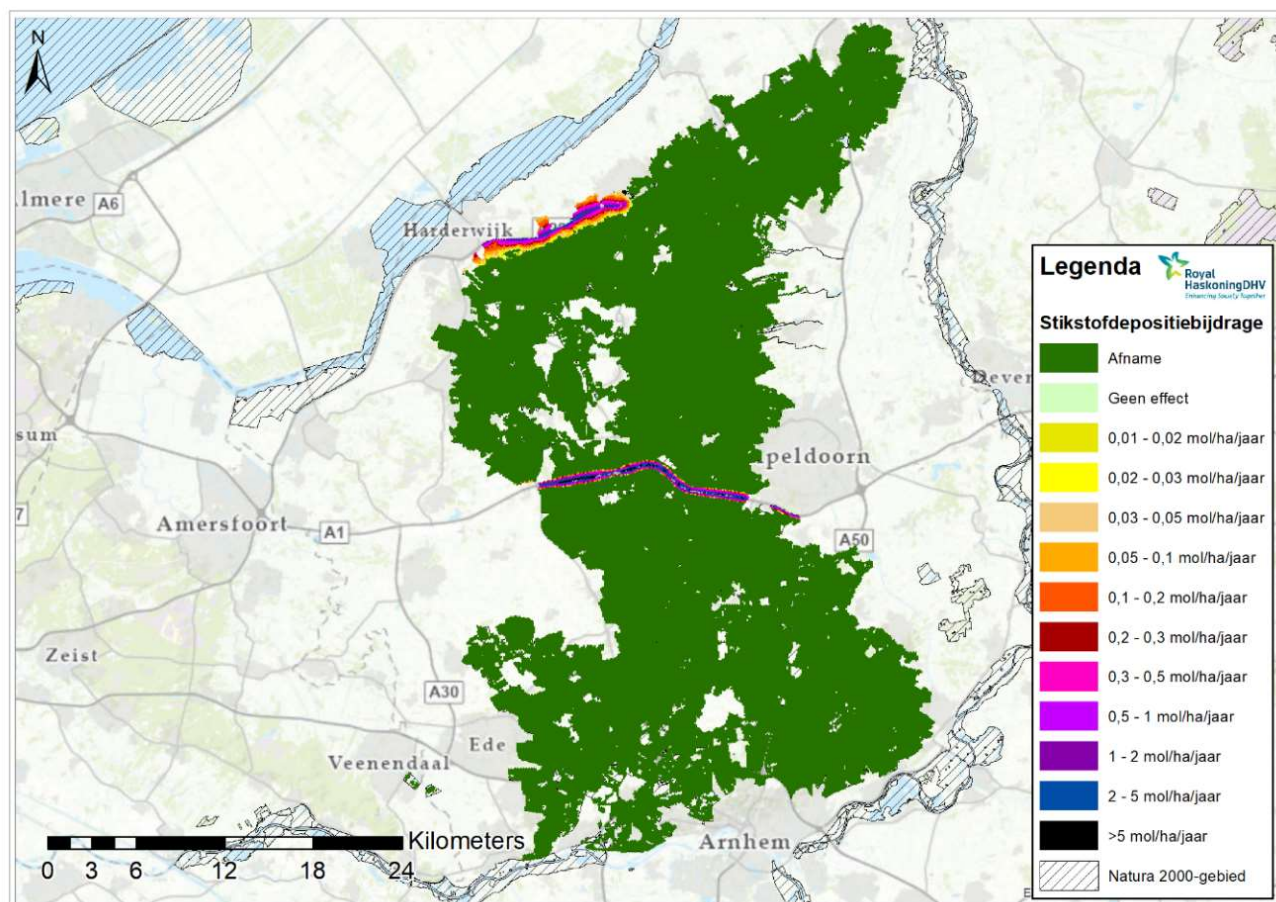 N
Almere
A6
Harderwijk
sum
Amersfoort
A1
peldoorn
Deven
A50
Zeist
A30
Ede
Veenendaal
Arnhem
Kilometers
0 3 6 12 18 24
Legenda
Royal
HaskoningDHV
Enhancing Society Together
Stikstofdepositiebijdrage
Afname
Geen effect
0,01 - 0,02 mol/ha/jaar
0,02 - 0,03 mol/ha/jaar
0,03 - 0,05 mol/ha/jaar
0,05 - 0,1 mol/ha/jaar
0,1 - 0,2 mol/ha/jaar
0,2 - 0,3 mol/ha/jaar
0,3 - 0,5 mol/ha/jaar
0,5 - 1 mol/ha/jaar
1 - 2 mol/ha/jaar
2 - 5 mol/ha/jaar
>5 mol/ha/jaar
Natura 2000-gebied